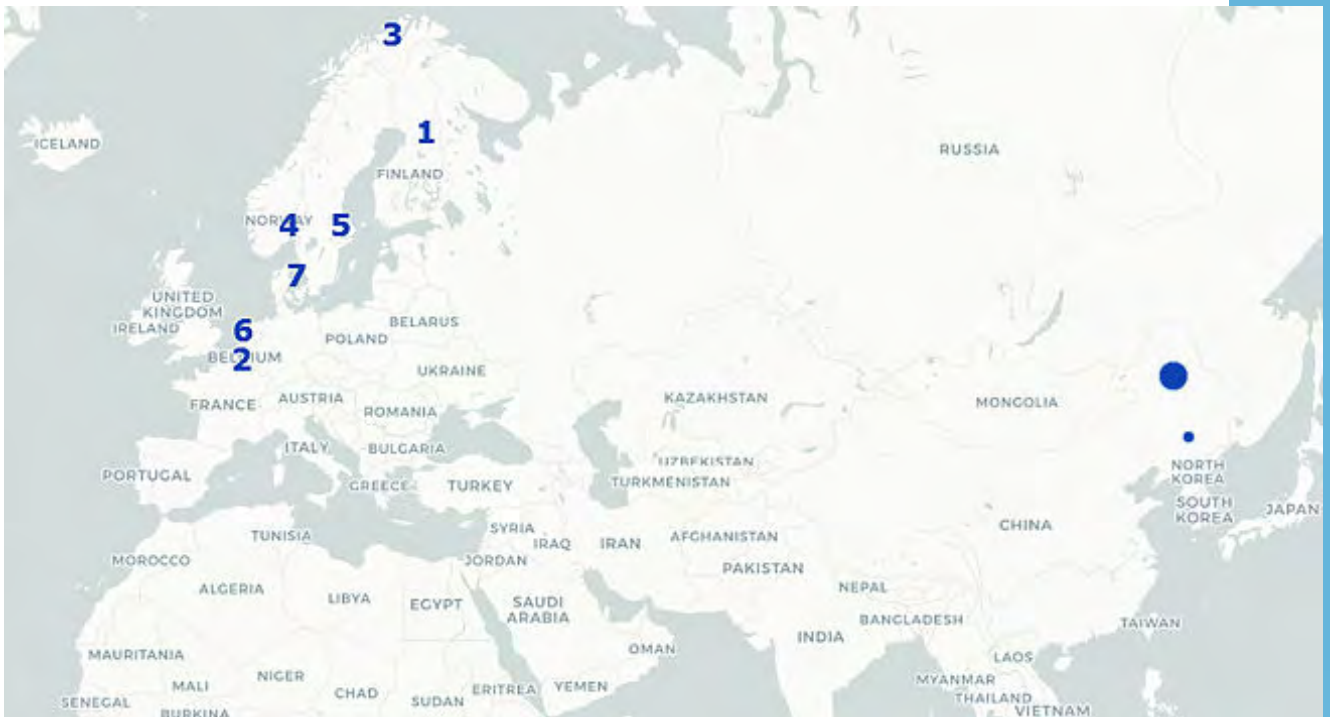 3
ICELAND
1
RUSSIA
FINLAND
NORWAY
4
5
7
UNITED
KINGDOM
IRELAND
6
BELARUS
POLAND
BELGIUM
2
UKRAINE
FRANCE
AUSTRIA
ROMANIA
KAZAKHSTAN
MONGOLIA
ITALY
BULGARIA
UZBEKISTAN
PORTUGAL
GREECE
TURKEY
TURKMENISTAN
NORTH
KOREA
SOUTH
KOREA
JAPAN
SYRIA
TUNISIA
IRAQ
IRAN
AFGHANISTAN
CHINA
MOROCCO
JORDAN
PAKISTAN
ALGERIA
LIBYA
EGYPT
SAUDI
ARABIA
NEPAL
BANGLADESH
TAIWAN
INDIA
OMAN
MAURITANIA
LAOS
MALI
NIGER
CHAD
SUDAN
ERITREA
YEMEN
MYANMAR
THAILAND
SENEGAL
BURKINA
VIETNAM